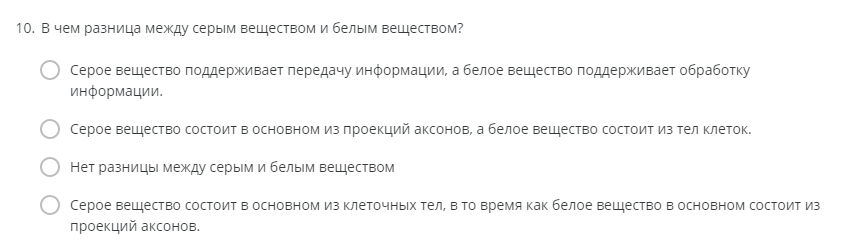 10. В чем разница между серым веществом и белым веществом?
Серое вещество поддерживает передачу информации, а белое вещество поддерживает обработку
информации.
Серое вещество состоит в основном из проекций аксонов, а белое вещество состоит из тел клеток.
Нет разницы между серым и белым веществом
Серое вещество состоит в основном из клеточных тел, в то время как белое вещество в основном состоит из
проекций аксонов.